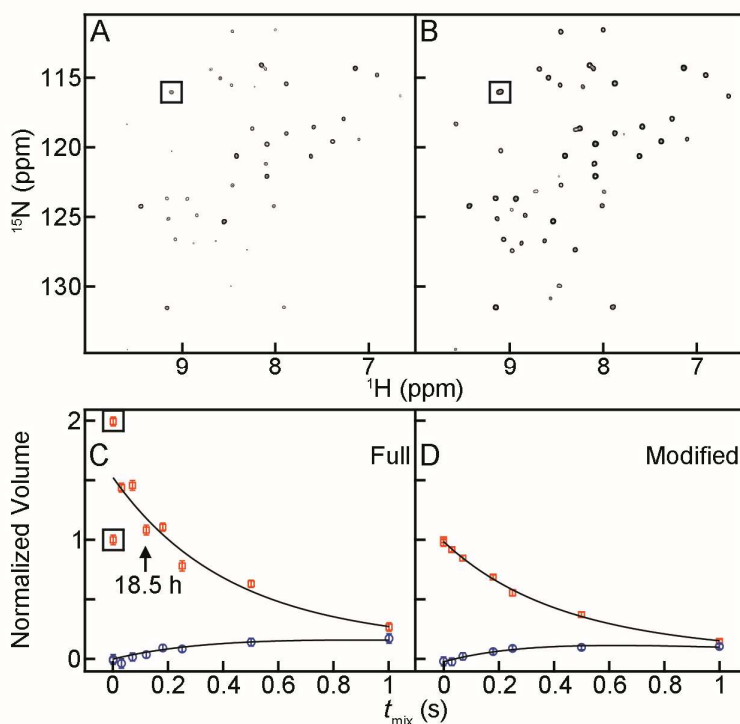 A
B
115
120
125
130
¹⁵N (ppm)
9
8
7
9
8
7
¹H (ppm)
2
1
0
Normalized Volume
C
Full
18.5 h
D
Modified
0
0.2
0.4
0.6
0.8
1
0
0.2
0.4
0.6
0.8
1
t_mix (s)